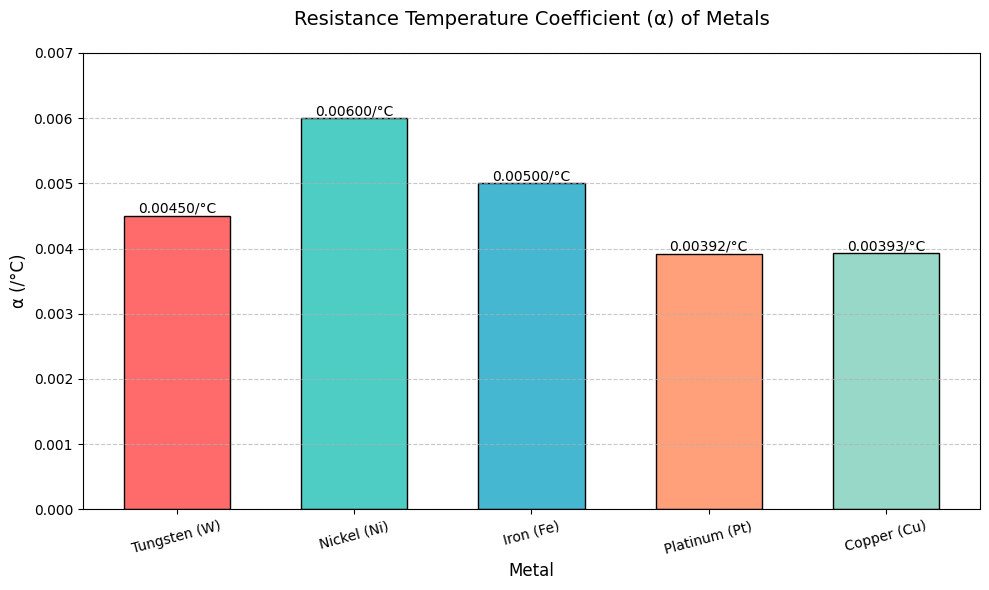 Resistance Temperature Coefficient (α) of Metals
α (/°C)
0.007
0.006
0.005
0.004
0.003
0.002
0.001
0.000
0.00450/°C
0.00600/°C
0.00500/°C
0.00392/°C
0.00393/°C
Tungsten (W)
Nickel (Ni)
Iron (Fe)
Platinum (Pt)
Copper (Cu)
Metal